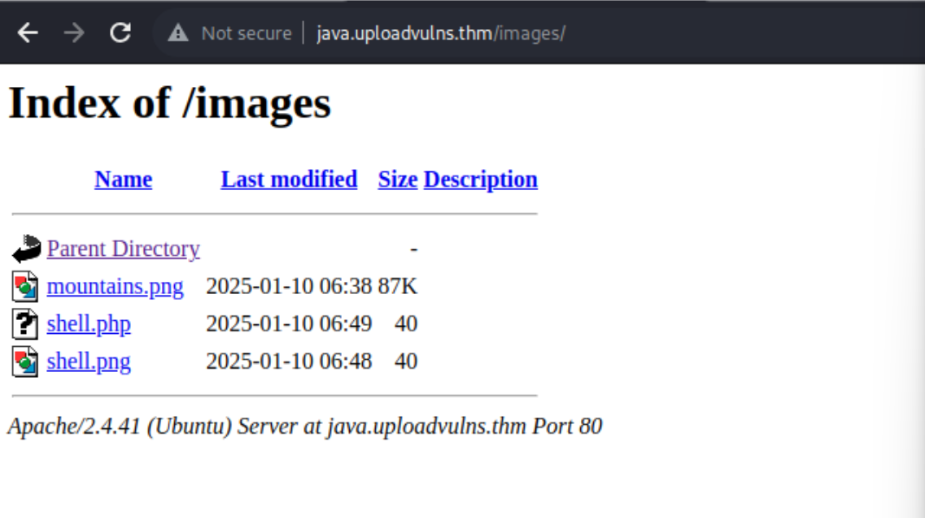 Not secure java.uploadvulns.thm/images/
Index of /images
Name Last modified Size Description
Parent Directory -
mountains.png 2025-01-10 06:38 87K
shell.php 2025-01-10 06:49 40
shell.png 2025-01-10 06:48 40
Apache/2.4.41 (Ubuntu) Server at java.uploadvulns.thm Port 80